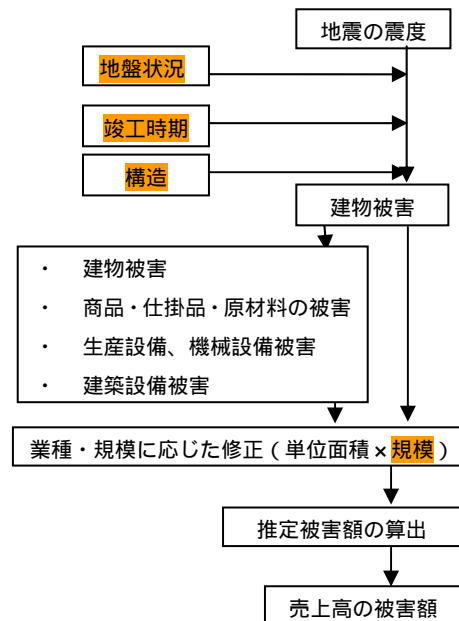 地震の震度
地盤状況
竣工時期
構造
建物被害
・ 建物被害
・ 商品・仕掛品・原材料の被害
・ 生産設備、機械設備被害
・ 建築設備被害
業種・規模に応じた修正（単位面積×規模）
推定被害額の算出
売上高の被害額